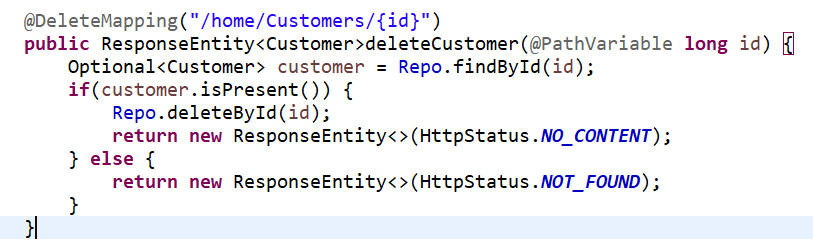 @DeleteMapping("/home/Customers/{id}")
public ResponseEntity<Customer>deleteCustomer(@PathVariable long id) {
    Optional<Customer> customer = Repo.findById(id);
    if(customer.isPresent()) {
        Repo.deleteById(id);
        return new ResponseEntity<>(HttpStatus.NO_CONTENT);
    } else {
        return new ResponseEntity<>(HttpStatus.NOT_FOUND);
    }
}